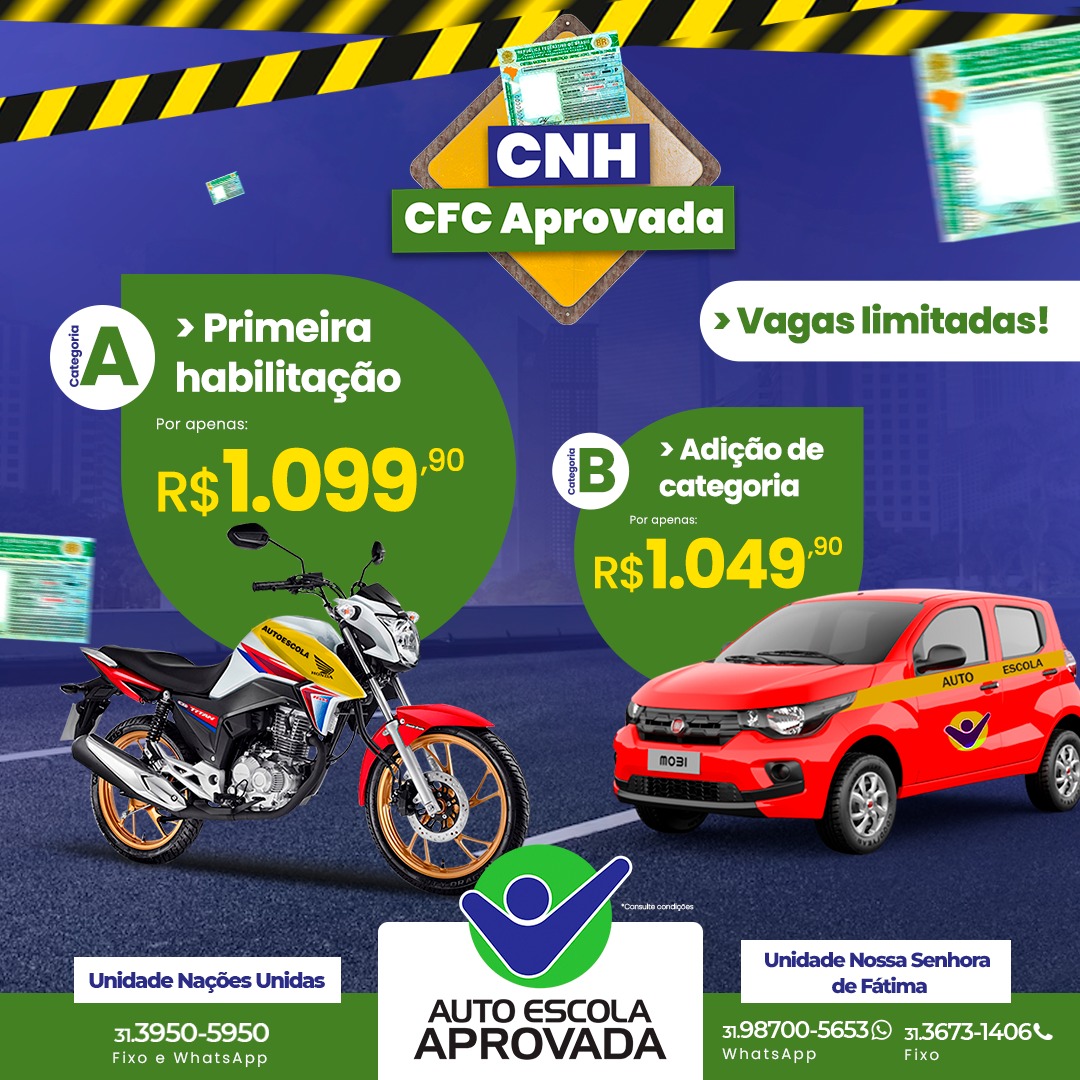 BR
CNH
CFC Aprovada
Categoria
A
> Primeira
habilitação
Por apenas:
R$1.099,90
> Vagas limitadas!
Categoria
B
> Adição de
categoria
Por apenas:
R$1.049,90
AUTOESCOLA
HONDA
TITAN
AUTO ESCOLA
MOBI
*Consulte condições
Unidade Nações Unidas
31.3950-5950
Fixo e WhatsApp
AUTO ESCOLA
APROVADA
Unidade Nossa Senhora
de Fátima
31.98700-5653
WhatsApp
31.3673-1406
Fixo